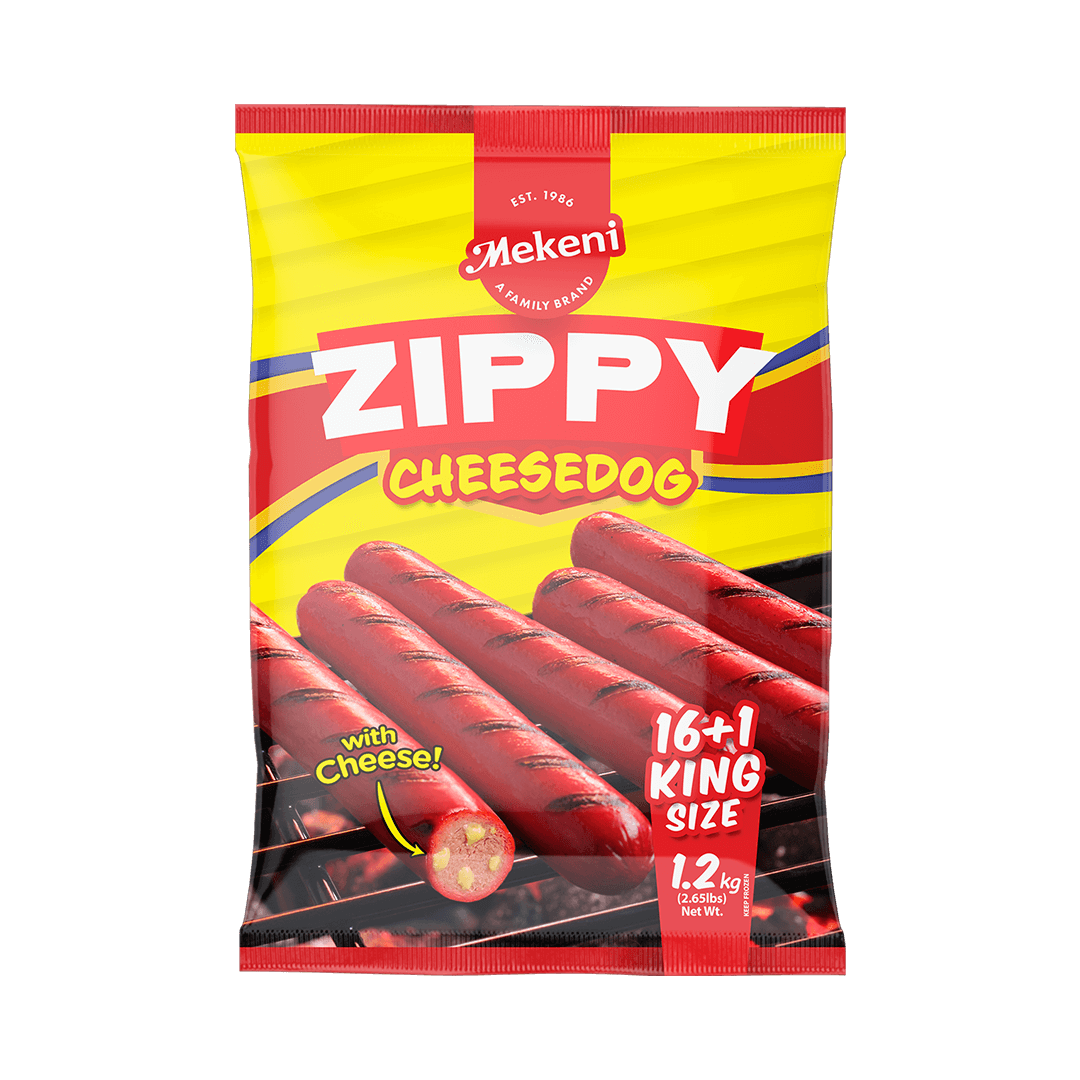 EST. 1986
Mekeni
A FAMILY BRAND
ZIPPY
CHEESEDOG
with
Cheese!
16+1
KING
SIZE
1.2 kg
(2.65lbs)
Net Wt.
KEEP FROZEN